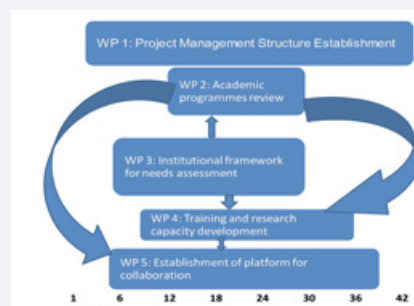 WP 1: Project Management Structure Establishment
WP 2: Academic
programmes review
WP 3: Institutional framework
for needs assessment
WP 4: Training and research
capacity development
WP 5: Establishment of platform for
collaboration
1 6 12 18 24 30 36 42